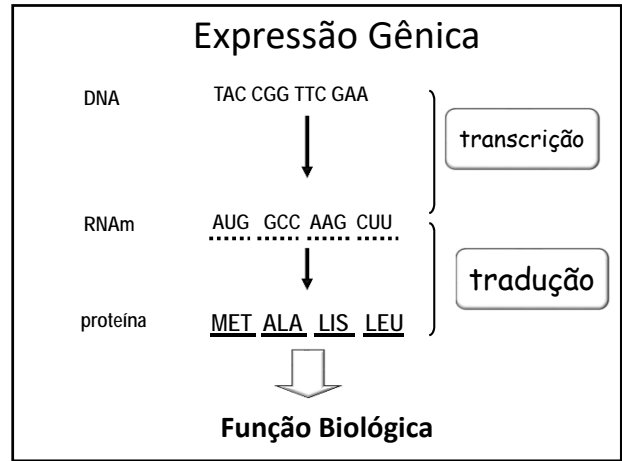 Expressão Gênica
DNA TAC CGG TTC GAA
transcrição
RNAm AUG GCC AAG CUU
tradução
proteína MET ALA LIS LEU
Função Biológica